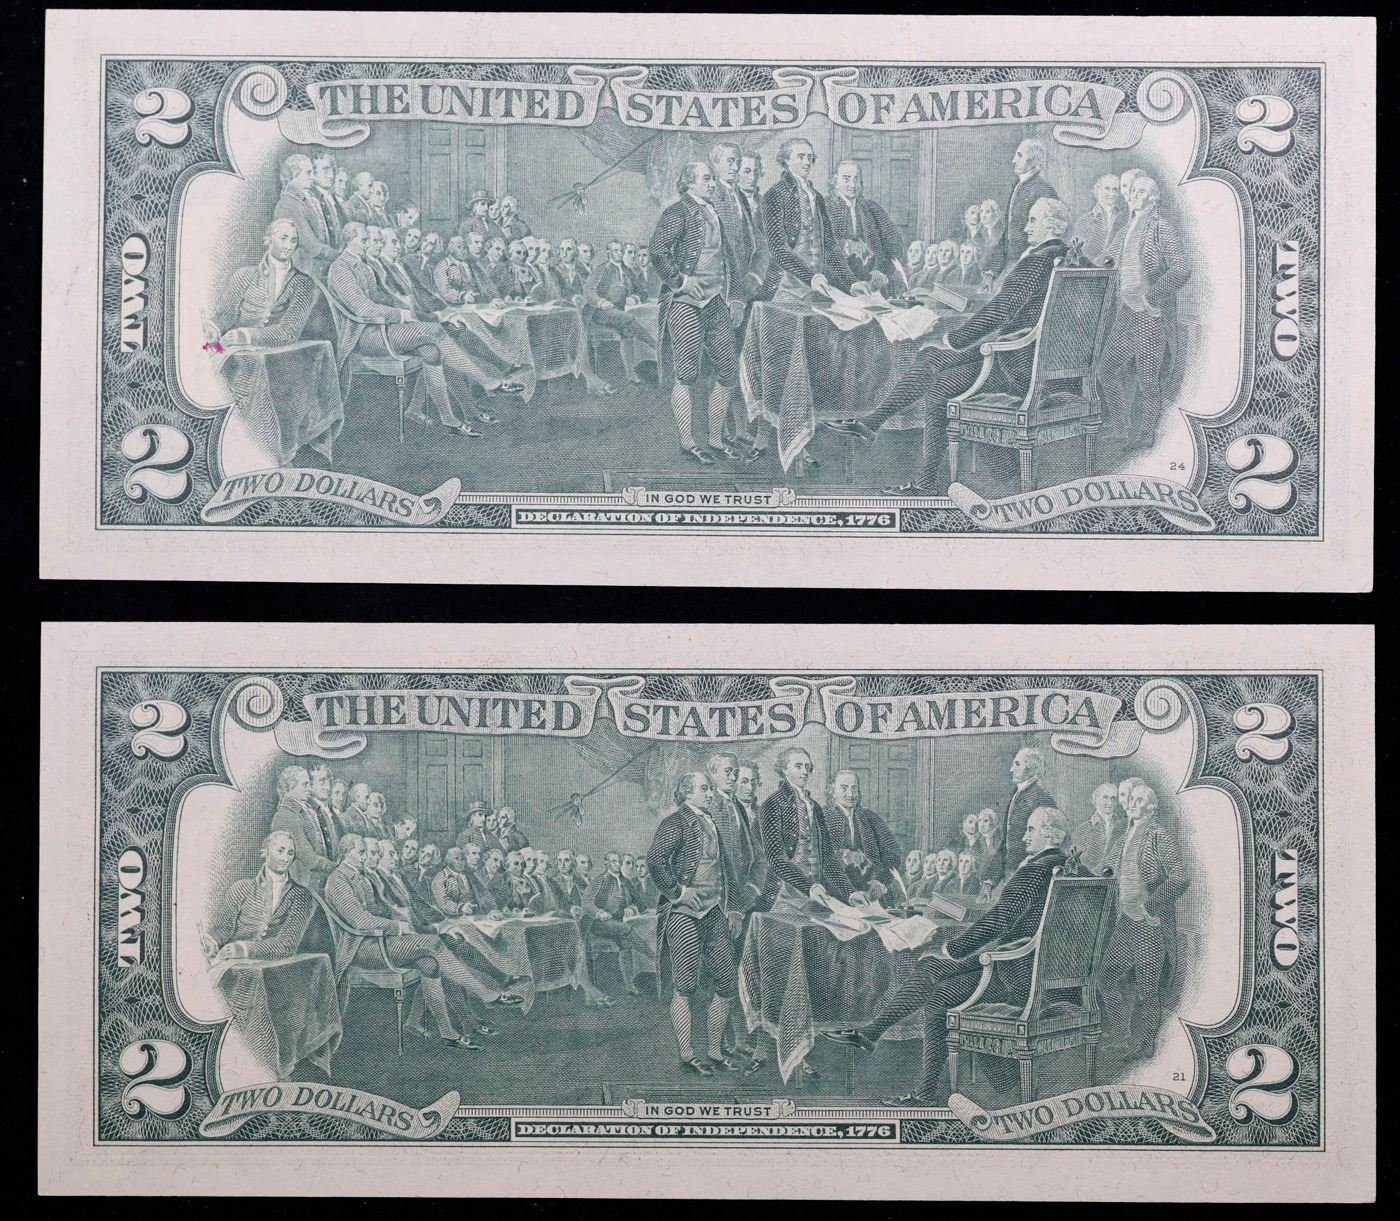 2 THE UNITED STATES OF AMERICA 2
TWO TWO
24
2 TWO DOLLARS IN GOD WE TRUST TWO DOLLARS 2
DECLARATION OF INDEPENDENCE, 1776
2 THE UNITED STATES OF AMERICA 2
TWO TWO
21
2 TWO DOLLARS IN GOD WE TRUST TWO DOLLARS 2
DECLARATION OF INDEPENDENCE, 1776